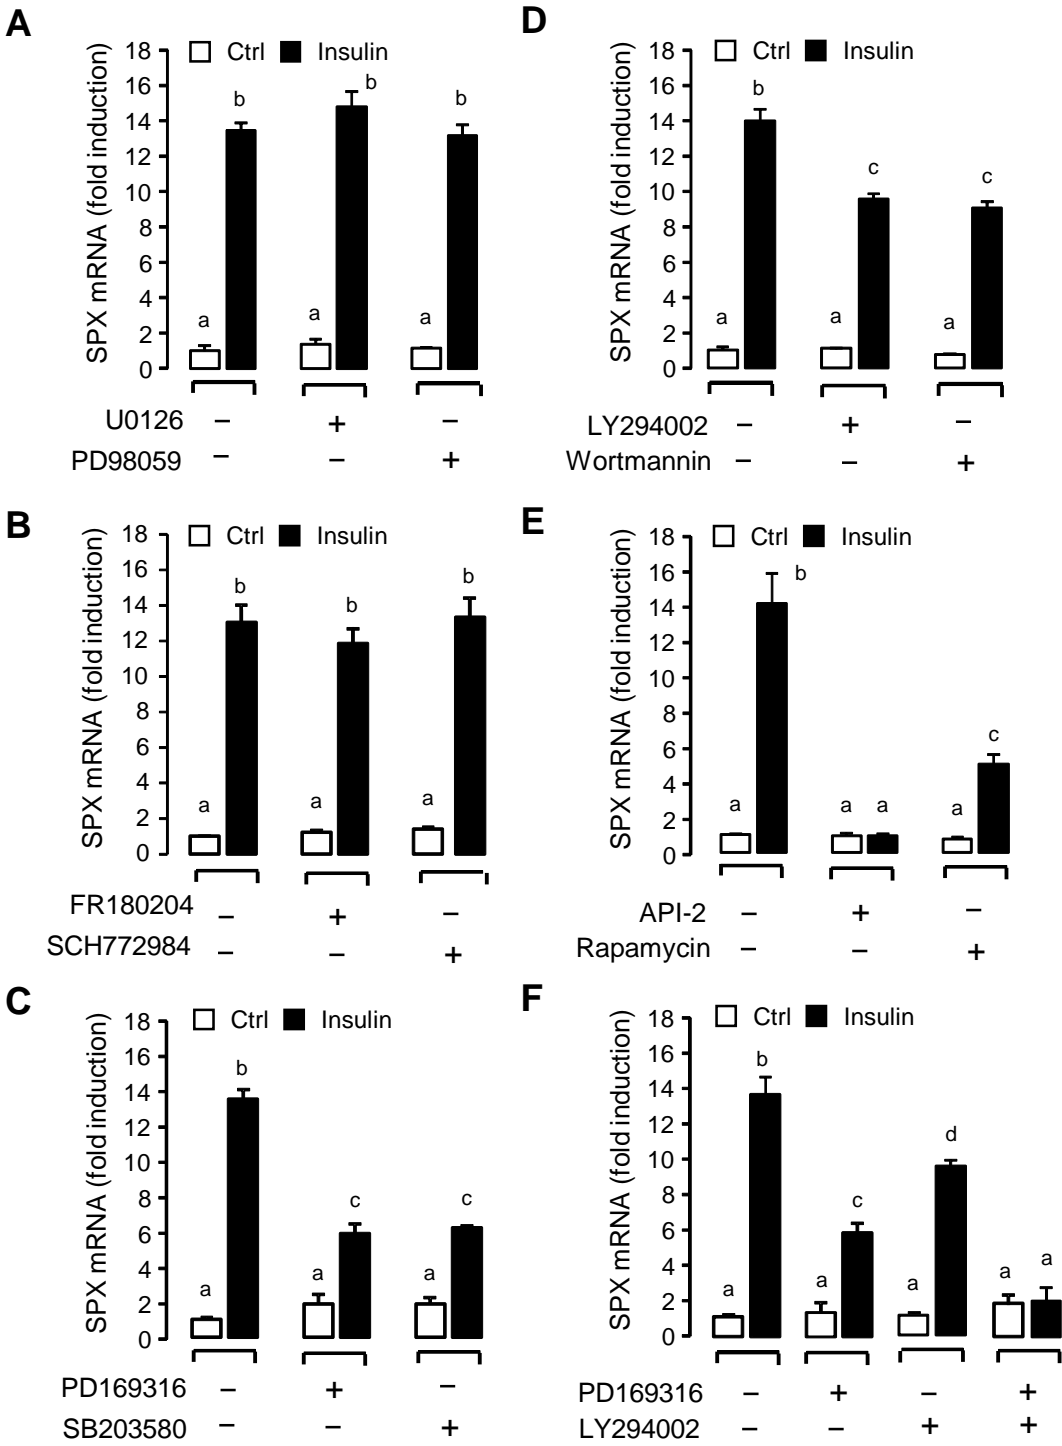 A
SPX mRNA (fold induction)
18
16
14
12
10
8
6
4
2
0
Ctrl Insulin
a b a b a b
U0126 – + –
PD98059 – – +
B
SPX mRNA (fold induction)
18
16
14
12
10
8
6
4
2
0
Ctrl Insulin
a b a b a b
FR180204 – + –
SCH772984 – – +
C
SPX mRNA (fold induction)
18
16
14
12
10
8
6
4
2
0
Ctrl Insulin
a b a c a c
PD169316 – + –
SB203580 – – +
D
SPX mRNA (fold induction)
18
16
14
12
10
8
6
4
2
0
Ctrl Insulin
a b a c a c
LY294002 – + –
Wortmannin – – +
E
SPX mRNA (fold induction)
18
16
14
12
10
8
6
4
2
0
Ctrl Insulin
a b a a a c
API-2 – + –
Rapamycin – – +
F
SPX mRNA (fold induction)
18
16
14
12
10
8
6
4
2
0
Ctrl Insulin
a b a c a d a a
PD169316 – + – +
LY294002 – – + +